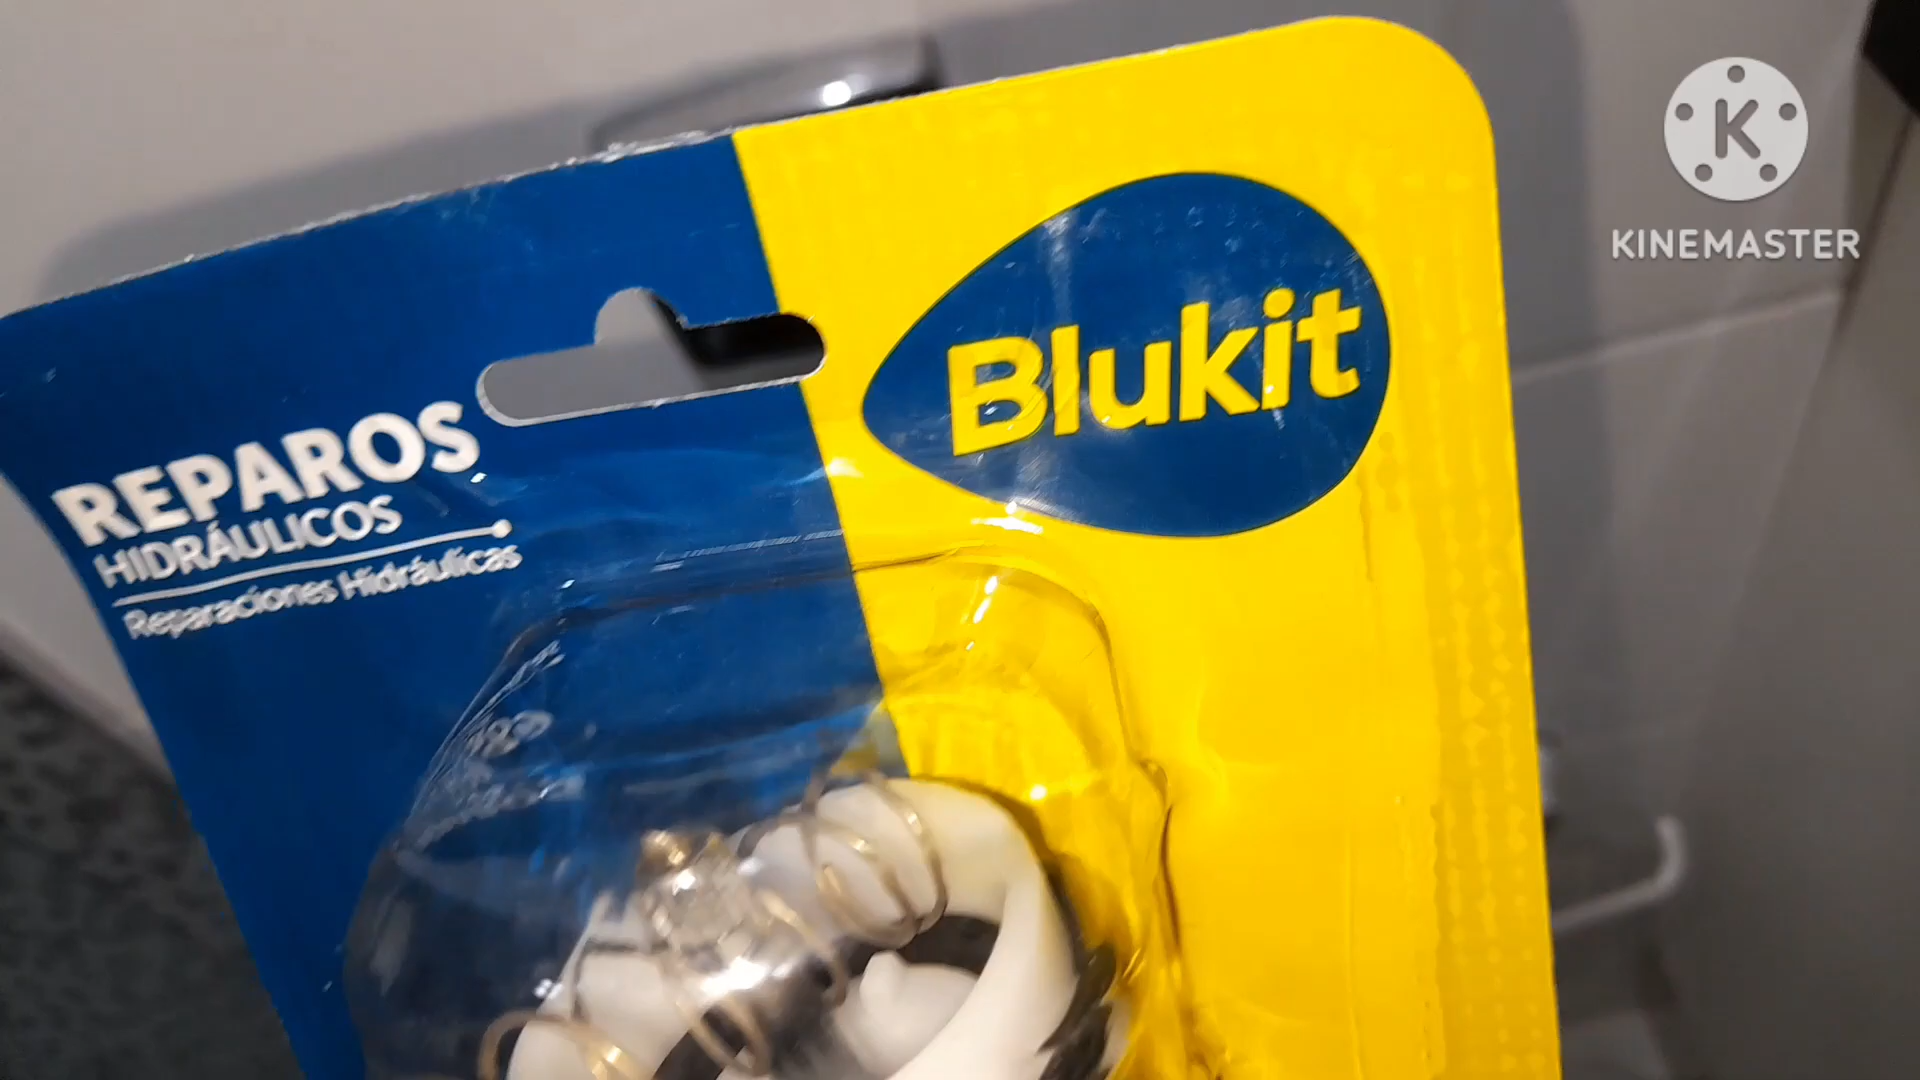 Blukit
REPAROS
HIDRÁULICOS
Reparaciones Hidráulicas
K
KINEMASTER